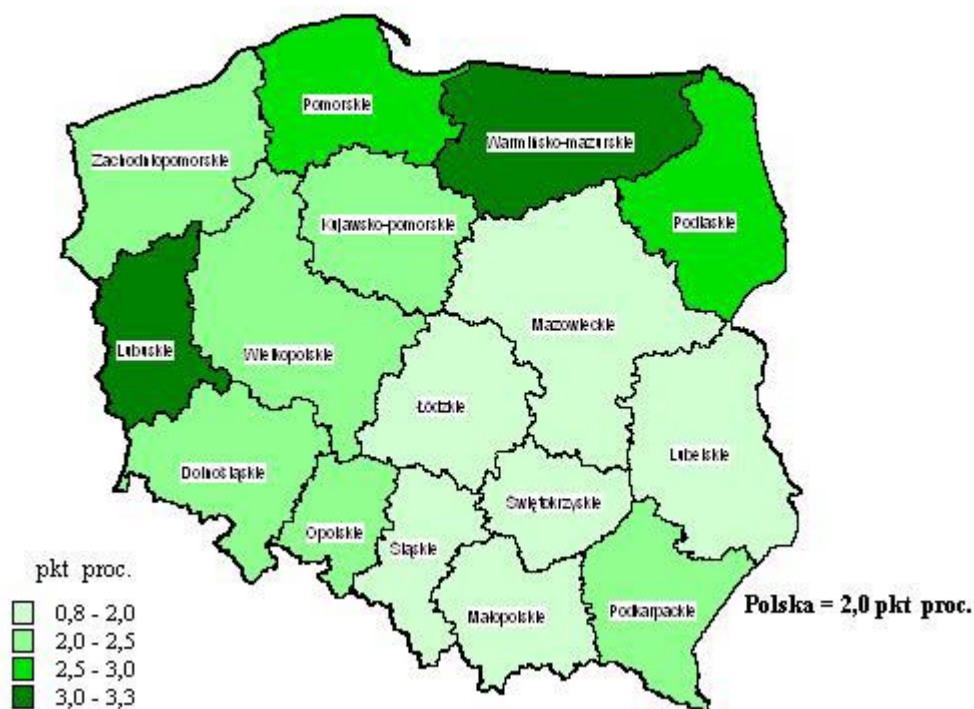 Pomorskie
Warmińsko-mazurskie
Zachodniopomorskie
Kujawsko-pomorskie
Podlaskie
Mazowieckie
Lubuskie
Wielkopolskie
Łódzkie
Lubelskie
Dolnośląskie
Świętokrzyskie
Opolskie
Śląskie
Małopolskie
Podkarpackie
Polska = 2,0 pkt proc.
pkt proc.
0,8 - 2,0
2,0 - 2,5
2,5 - 3,0
3,0 - 3,3